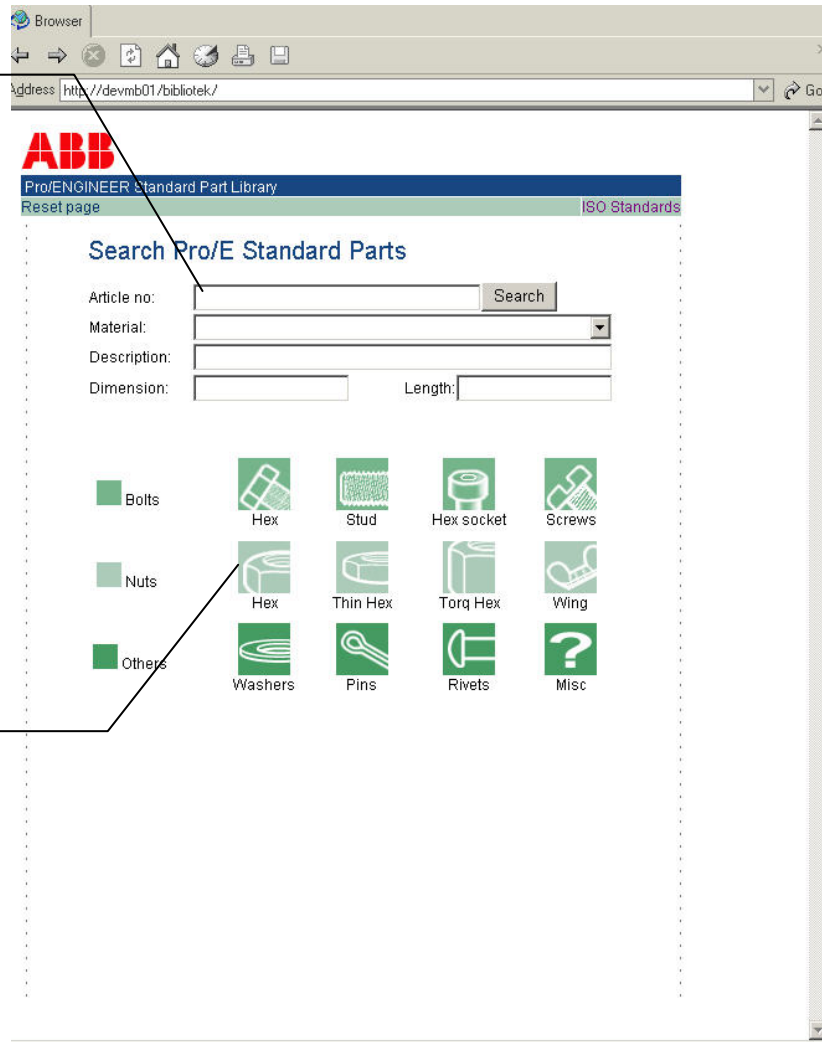 Browser
Address http://devmb01/bibliotek/ Go
ABB
Pro/ENGINEER Standard Part Library
Reset page ISO Standards
Search Pro/E Standard Parts
Article no: Search
Material:
Description:
Dimension: Length:
Bolts
Hex Stud Hex socket Screws
Nuts
Hex Thin Hex Torq Hex Wing
Others
Washers Pins Rivets Misc